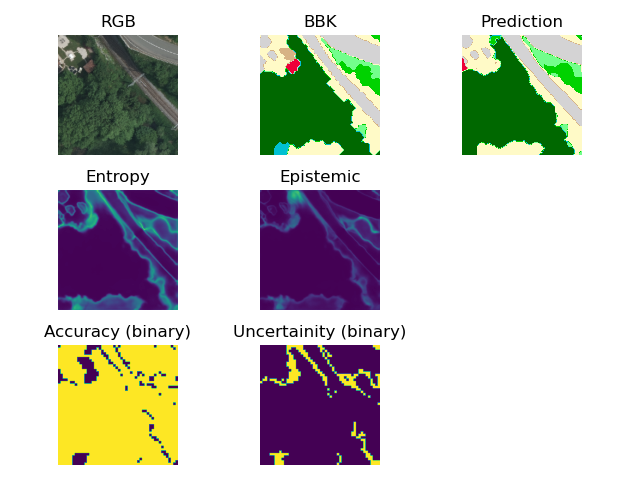 RGB
BBK
Prediction
Entropy
Epistemic
Accuracy (binary)
Uncertainity (binary)